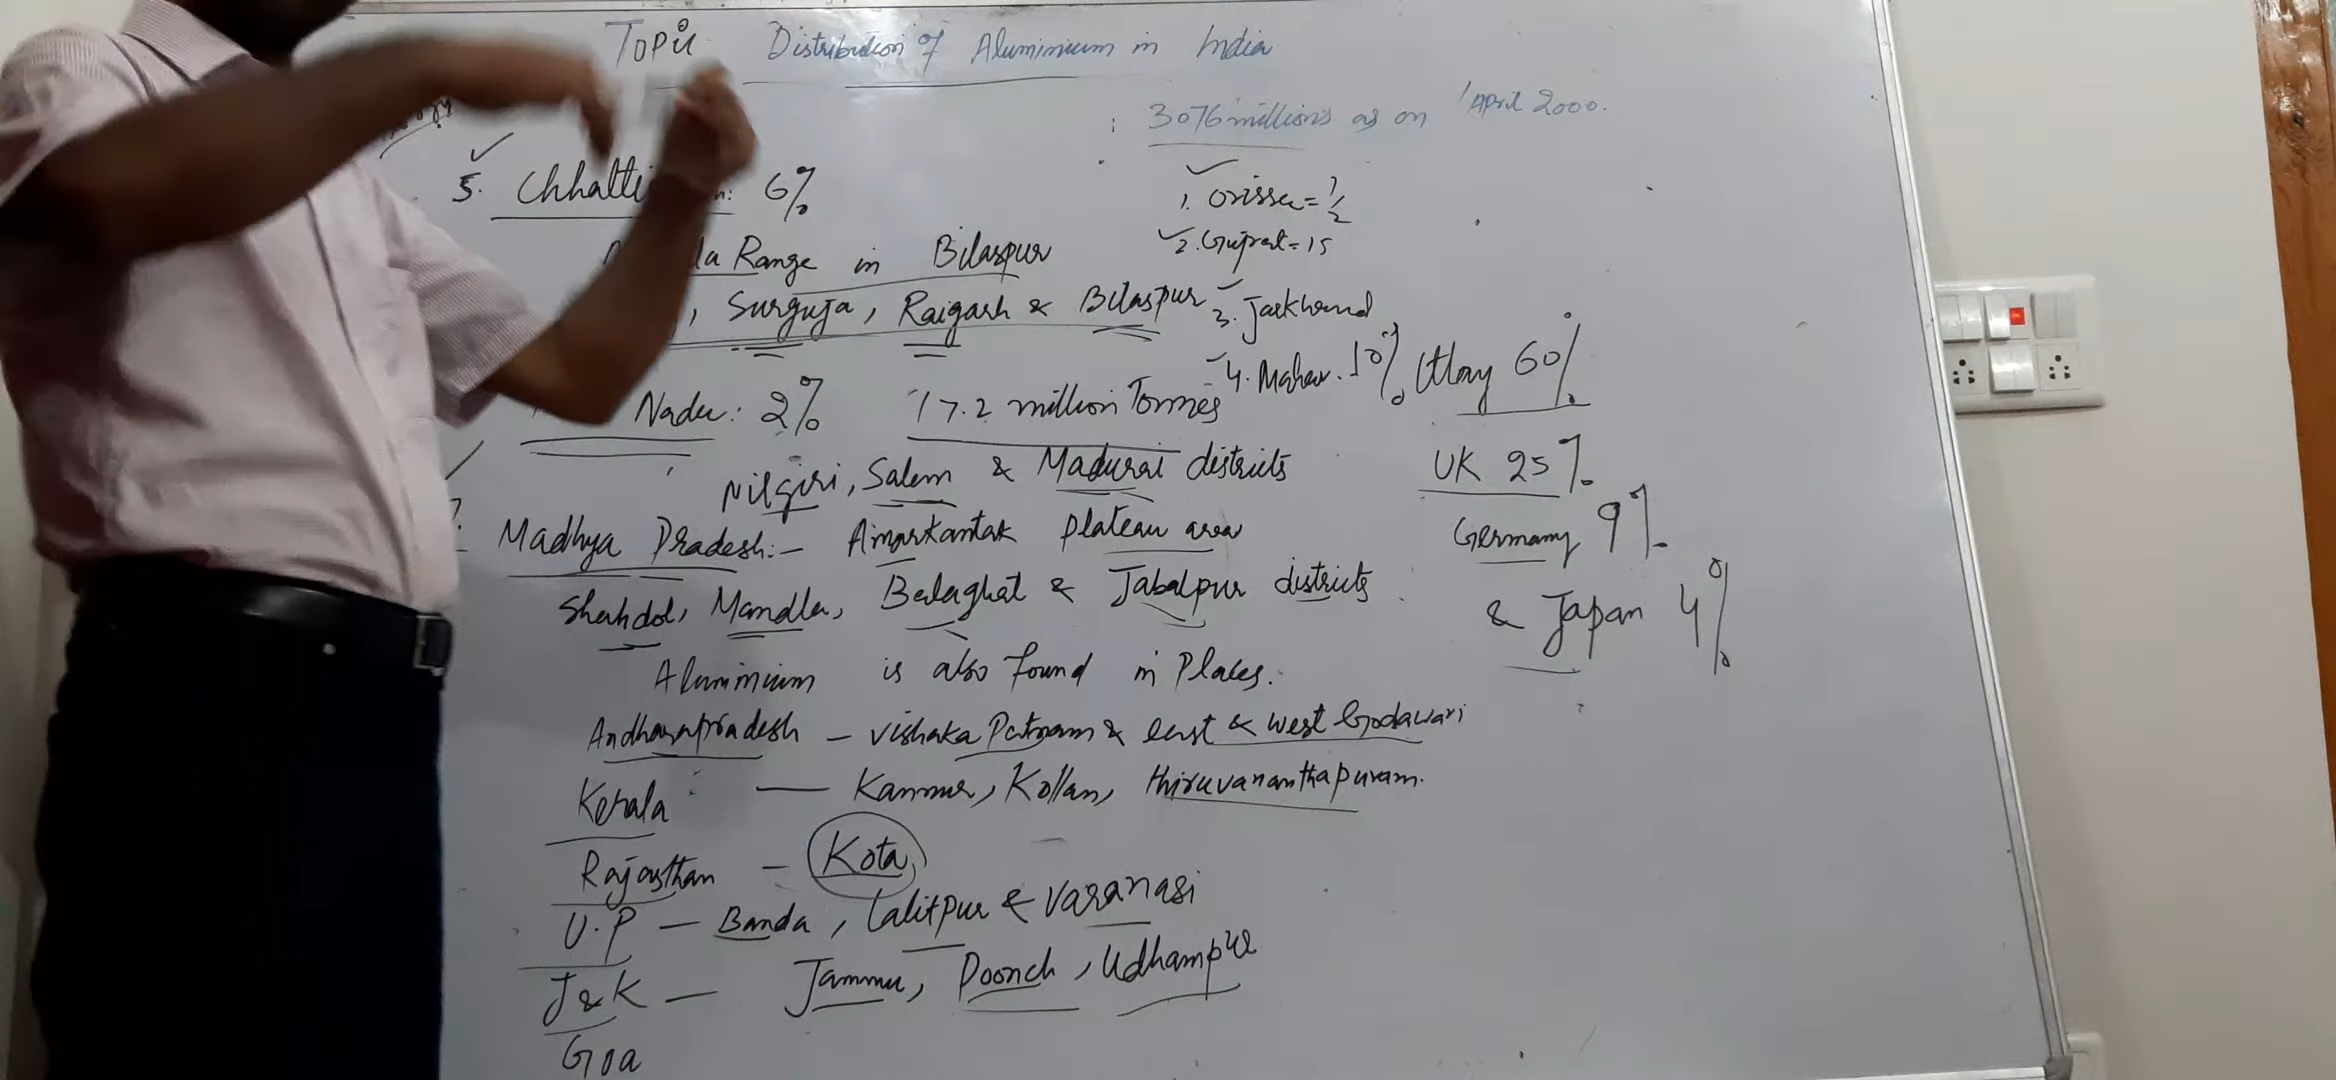 Topic Distribution of Aluminium in India
: 3076 millions as on 1 April 2000.
5. Chhatti n: 6%
la Range in Bilaspur
, Surguja, Raigarh & Bilaspur
Nadu: 2% 17.2 million Tonnes
Nilgiri, Salem & Madurai districts
7. Madhya Pradesh:- Amarkantak Plateau area
Shahdol, Mandla, Balaghat & Jabalpur districts
Aluminium is also found in Places.
Andhrapradesh - Vishaka Patnam & east & west Godawari
Kerala - Kannur, Kollan, thiruvananthapuram.
Rajasthan - Kota
U.P - Banda, Lalitpur & Varanasi
J&K - Jammu, Poonch, Udhampur
Goa
1. Orissa = 1/2
2. Gujrat = 15
3. Jarkhand
4. Mahar. 10%
Itlay 60%
UK 25%
Germany 9%
& Japan 4%